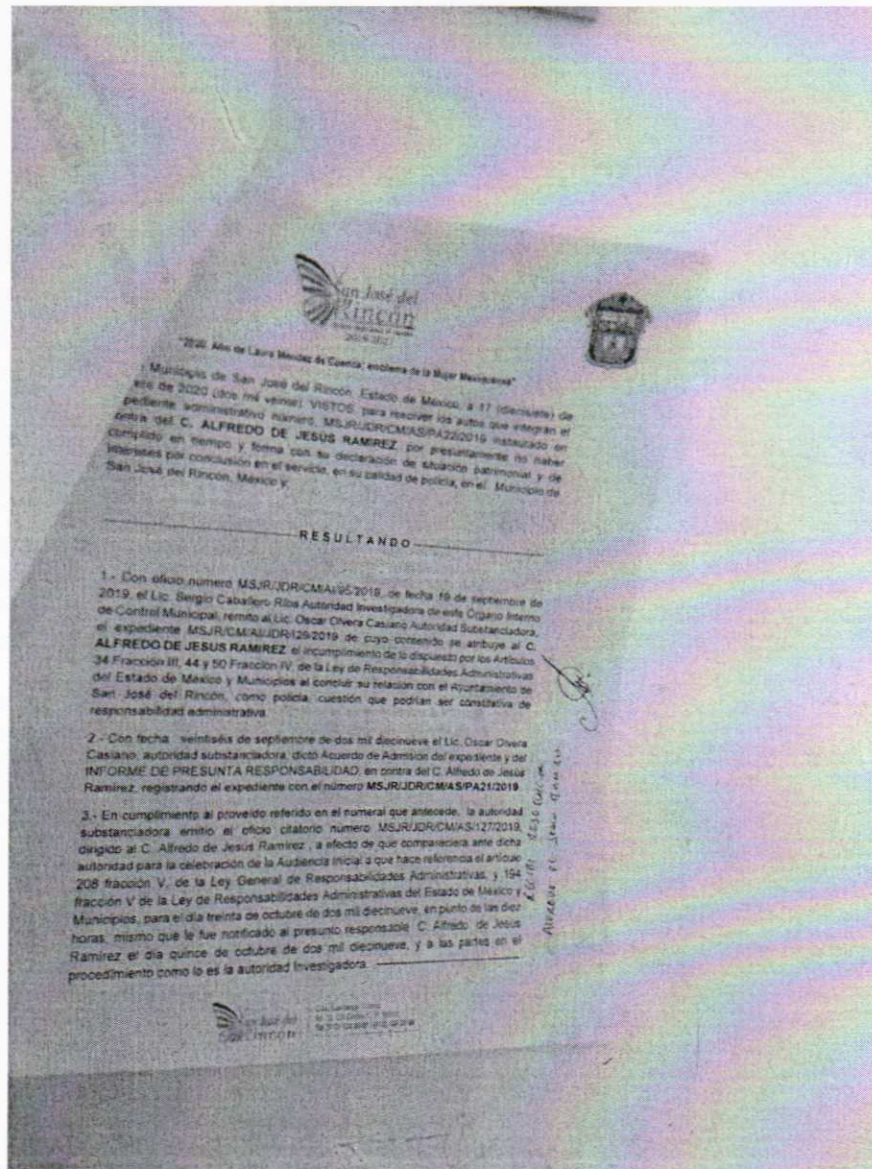 San José del
Rincón
"2020. Año de Laura Méndez de Cuenca; emblema de la Mujer Mexiquense"
Municipio de San José del Rincón, Estado de México, a 17 (diecisiete) de
de 2020 (dos mil veinte). VISTOS, para resolver los autos que integran el
pediente administrativo número, MSJR/JDR/CM/AS/PA22/2019 instaurado en
ontra del C. ALFREDO DE JESÚS RAMIREZ, por presuntamente no haber
cumplido en tiempo y forma con su declaración de situación patrimonial y de
intereses por conclusión en el servicio, en su calidad de policía, en el Municipio de
San José del Rincón, México y;
RESULTANDO
1.- Con oficio número MSJR/JDR/CM/AI/95/2019, de fecha 19 de septiembre de
2019, el Lic. Sergio Caballero Riba Autoridad Investigadora de este Órgano Interno
de Control Municipal, remitió al Lic. Oscar Olvera Casiano Autoridad Substanciadora,
el expediente MSJR/CM/AI/JDR/129/2019 de cuyo contenido se atribuye al C.
ALFREDO DE JESUS RAMIREZ, el incumplimiento de lo dispuesto por los Artículos
34 Fracción III, 44 y 50 Fracción IV, de la Ley de Responsabilidades Administrativas
del Estado de México y Municipios al concluir su relación con el Ayuntamiento de
San José del Rincón, como policía, cuestión que podrían ser constitutiva de
responsabilidad administrativa.
2.- Con fecha veintiséis de septiembre de dos mil diecinueve el Lic. Oscar Olvera
Casiano, autoridad substanciadora, dictó Acuerdo de Admisión del expediente y del
INFORME DE PRESUNTA RESPONSABILIDAD, en contra del C. Alfredo de Jesús
Ramírez, registrando el expediente con el número MSJR/JDR/CM/AS/PA21/2019
3.- En cumplimiento al proveído referido en el numeral que antecede, la autoridad
substanciadora emitió el oficio citatorio número MSJR/JDR/CM/AS/127/2019,
dirigido al C. Alfredo de Jesús Ramírez , a efecto de que compareciera ante dicha
autoridad para la celebración de la Audiencia Inicial a que hace referencia el artículo
208 fracción V, de la Ley General de Responsabilidades Administrativas, y 194
fracción V de la Ley de Responsabilidades Administrativas del Estado de México y
Municipios, para el día treinta de octubre de dos mil diecinueve, en punto de las diez
horas, mismo que le fue notificado al presunto responsable C. Alfredo de Jesús
Ramírez el día quince de octubre de dos mil diecinueve, y a las partes en el
procedimiento como lo es la autoridad Investigadora.
Alfredo de Jesus
San José del
Rincón